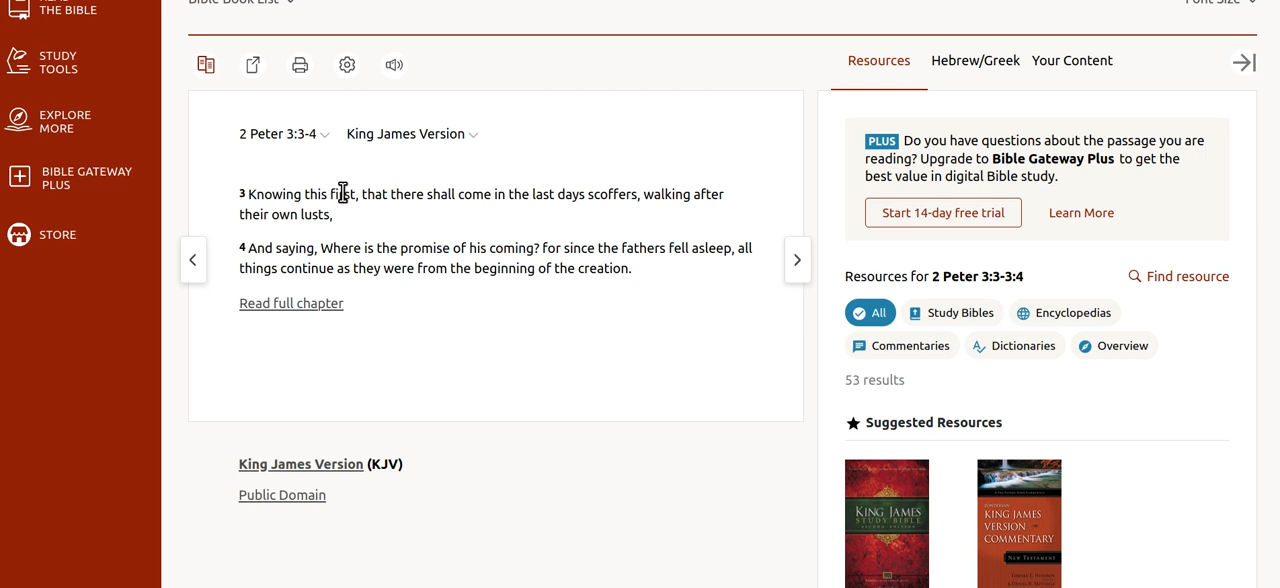 THE BIBLE
Bible Book List
Font Size
STUDY
TOOLS
EXPLORE
MORE
BIBLE GATEWAY
PLUS
STORE
Resources Hebrew/Greek Your Content
2 Peter 3:3-4 King James Version
3 Knowing this first, that there shall come in the last days scoffers, walking after
their own lusts,
4 And saying, Where is the promise of his coming? for since the fathers fell asleep, all
things continue as they were from the beginning of the creation.
Read full chapter
King James Version (KJV)
Public Domain
PLUS Do you have questions about the passage you are
reading? Upgrade to Bible Gateway Plus to get the
best value in digital Bible study.
Start 14-day free trial Learn More
Resources for 2 Peter 3:3-3:4 Find resource
All Study Bibles Encyclopedias
Commentaries Dictionaries Overview
53 results
Suggested Resources
KING JAMES
STUDY BIBLE
KING JAMES
VERSION
COMMENTARY
NEW TESTAMENT